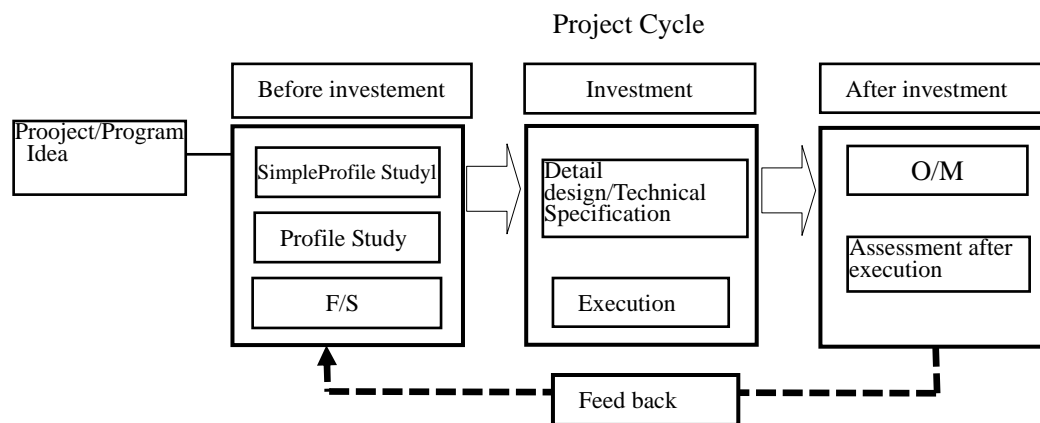 Project Cycle
Before investement
Investment
After investment
Prooject/Program
Idea
SimpleProfile Studyl
Profile Study
F/S
Detail
design/Technical
Specification
Execution
O/M
Assessment after
execution
Feed back